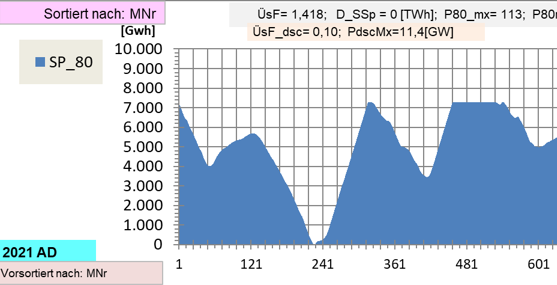 Sortiert nach: MNr
ÜsF= 1,418; D_SSp = 0 [TWh]; P80_mx= 113; P80m
[Gwh]
ÜsF_dsc= 0,10; PdscMx=11,4[GW]
10.000
9.000
SP_80
8.000
7.000
6.000
5.000
4.000
3.000
2.000
1.000
0
2021 AD
Vorsortiert nach: MNr
1 121 241 361 481 601